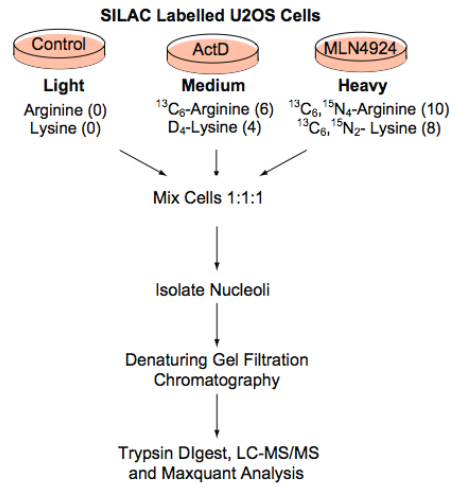 SILAC Labelled U2OS Cells
Control
ActD
MLN4924
Light
Medium
Heavy
Arginine (0)
¹³C₆-Arginine (6)
¹³C₆,¹⁵N₄-Arginine (10)
Lysine (0)
D₄-Lysine (4)
¹³C₆,¹⁵N₂- Lysine (8)
Mix Cells 1:1:1
Isolate Nucleoli
Denaturing Gel Filtration
Chromatography
Trypsin DIgest, LC-MS/MS
and Maxquant Analysis